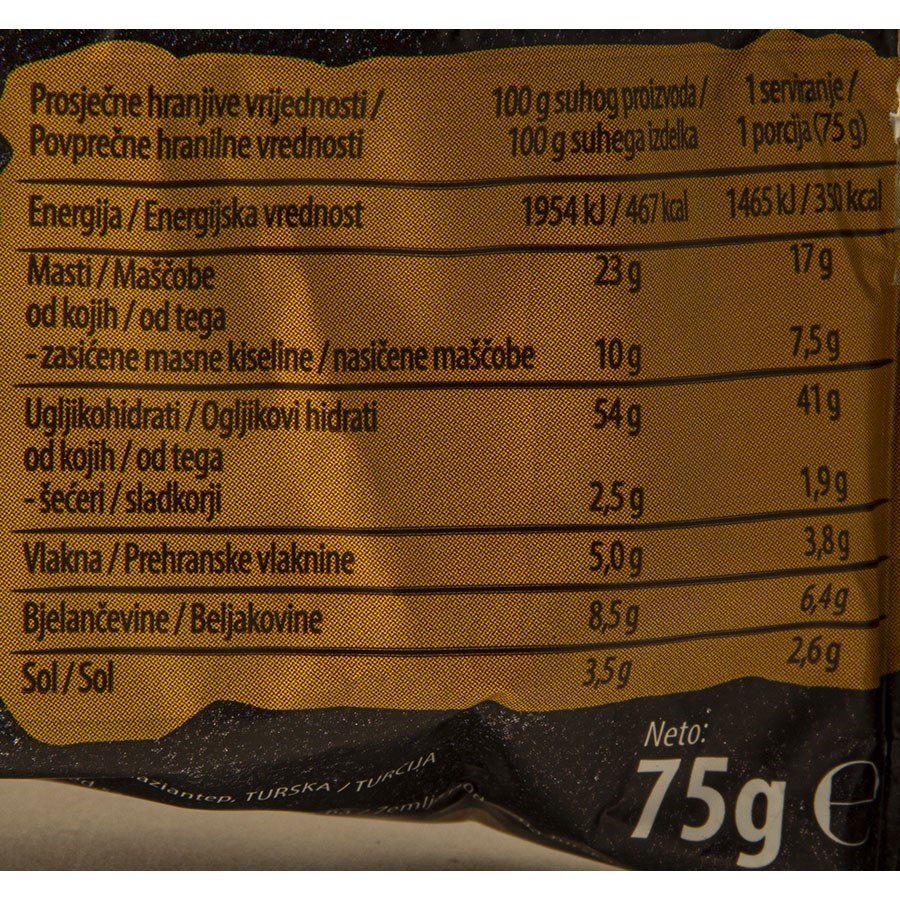 Prosječne hranjive vrijednosti / 100 g suhog proizvoda / 1 serviranje /
Povprečne hranilne vrednosti 100 g suhega izdelka 1 porcija (75 g)
Energija / Energijska vrednost 1954 kJ / 467 kcal 1465 kJ / 350 kcal
Masti / Maščobe 23 g 17 g
od kojih / od tega
- zasićene masne kiseline / nasičene maščobe 10 g 7,5 g
Ugljikohidrati / Ogljikovi hidrati 54 g 41 g
od kojih / od tega
- šećeri / sladkorji 2,5 g 1,9 g
Vlakna / Prehranske vlaknine 5,0 g 3,8 g
Bjelančevine / Beljakovine 8,5 g 6,4 g
Sol / Sol 3,5 g 2,6 g
Neto:
75g e
TURSKA / TURČIJA